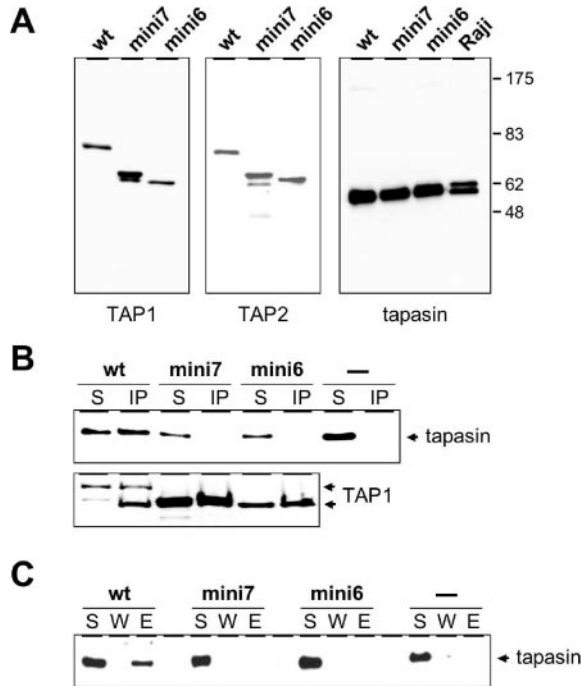 A
wt mini7 mini6 wt mini7 mini6 wt mini7 mini6 Raji
175
83
62
48
TAP1 TAP2 tapasin
B
wt mini7 mini6 —
S IP S IP S IP S IP
tapasin
TAP1
C
wt mini7 mini6 —
S W E S W E S W E S W E
tapasin